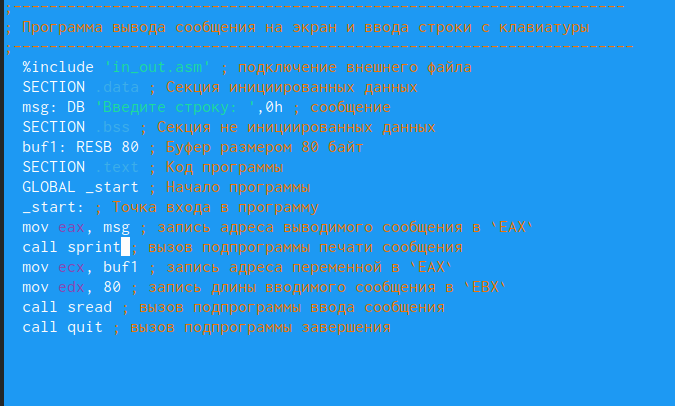 ;--------------------------------------------------------------------
; Программа вывода сообщения на экран и ввода строки с клавиатуры
;---------------------------------------------------------------------
%include 'in_out.asm' ; подключение внешнего файла
SECTION .data ; Секция инициированных данных
msg: DB 'Введите строку: ',0h ; сообщение
SECTION .bss ; Секция не инициированных данных
buf1: RESB 80 ; Буфер размером 80 байт
SECTION .text ; Код программы
GLOBAL _start ; Начало программы
_start: ; Точка входа в программу
mov eax, msg ; запись адреса выводимого сообщения в `EAX`
call sprint ; вызов подпрограммы печати сообщения
mov ecx, buf1 ; запись адреса переменной в `EAX`
mov edx, 80 ; запись длины вводимого сообщения в `EBX`
call sread ; вызов подпрограммы ввода сообщения
call quit ; вызов подпрограммы завершения